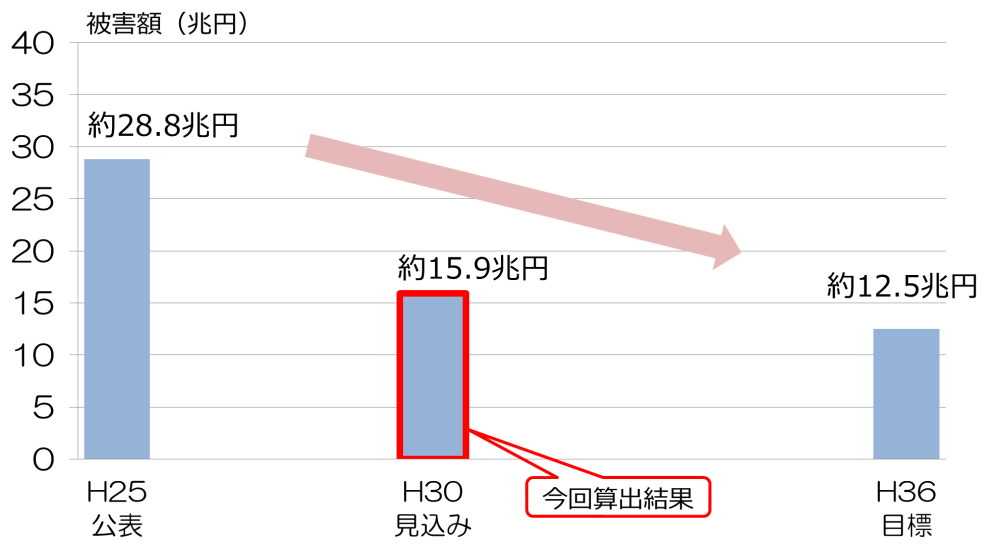 被害額（兆円）
40
35
30
25
20
15
10
5
0
約28.8兆円
約15.9兆円
約12.5兆円
今回算出結果
H25
公表
H30
見込み
H36
目標